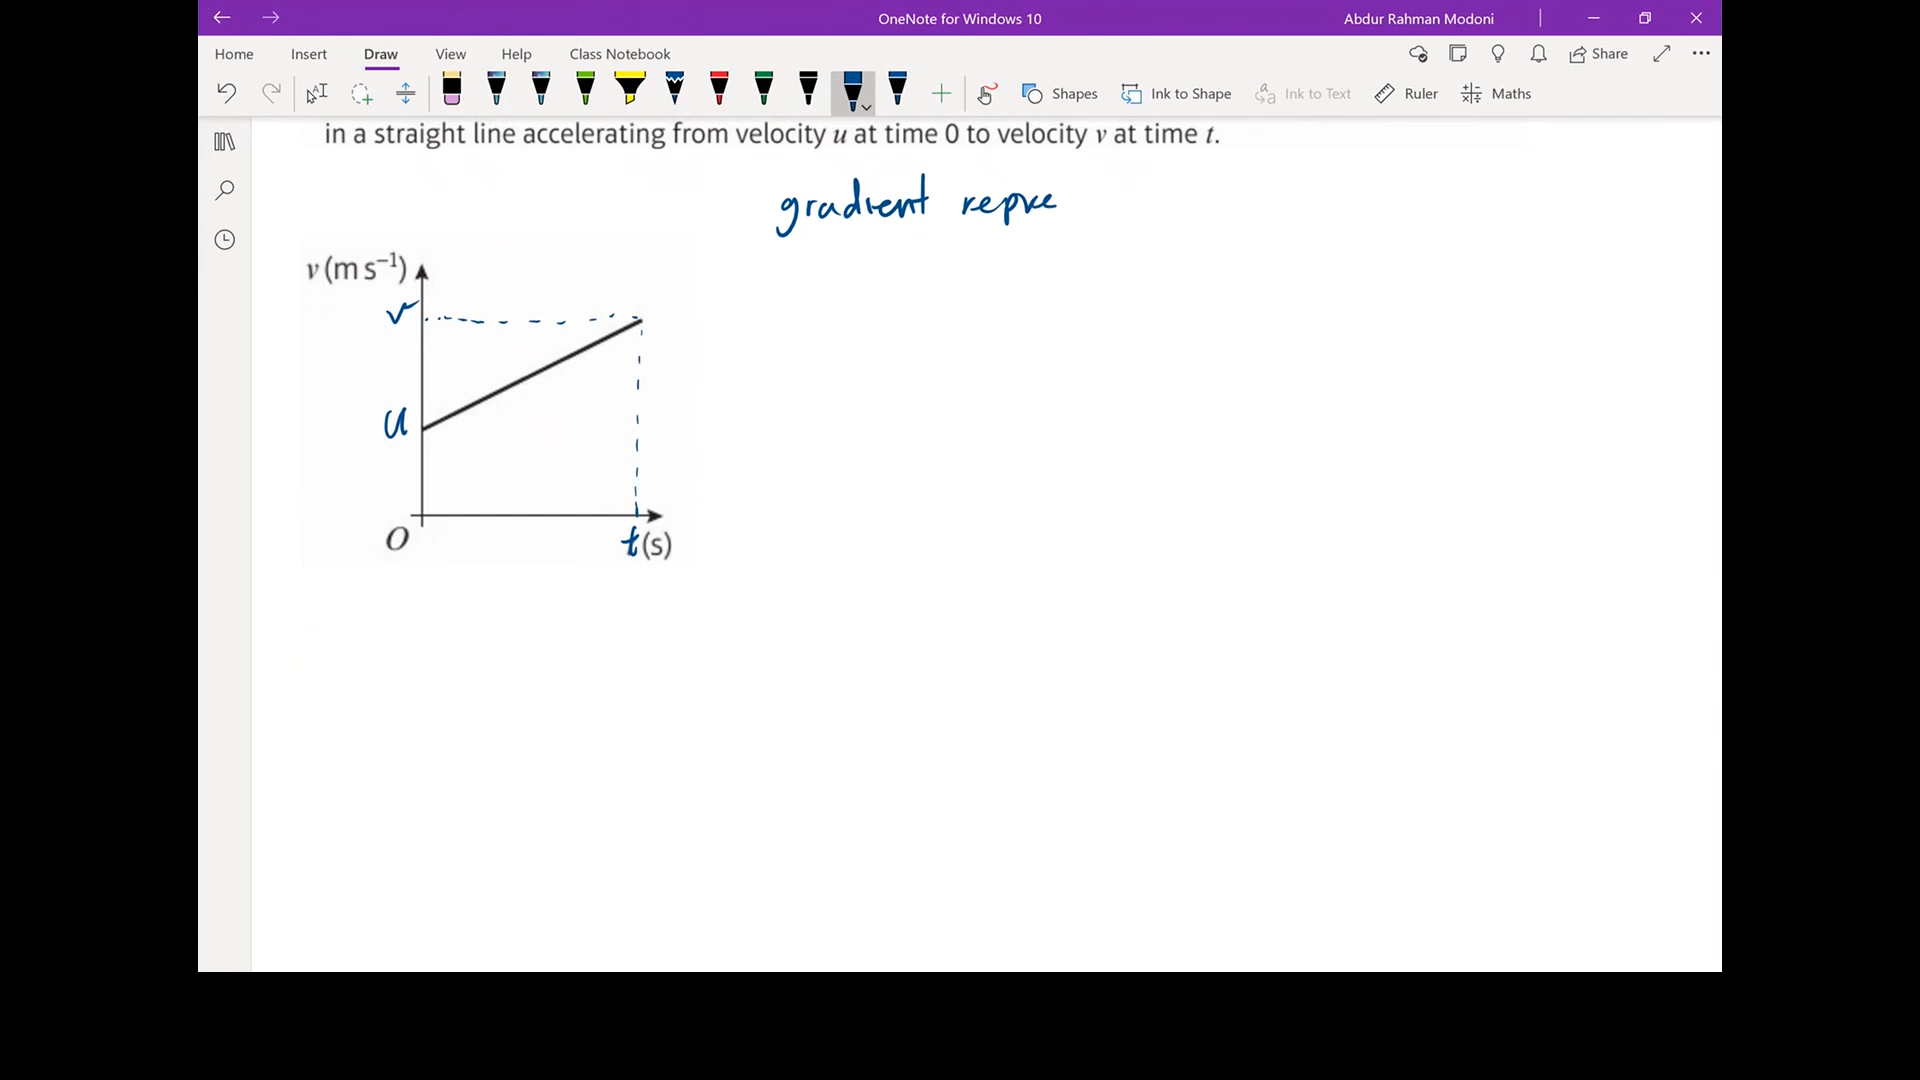 OneNote for Windows 10
Abdur Rahman Modoni
Home Insert Draw View Help Class Notebook
Share
Shapes Ink to Shape Ink to Text Ruler Maths
in a straight line accelerating from velocity u at time 0 to velocity v at time t.
gradient repre
v (m s⁻¹)
v
u
O
t (s)